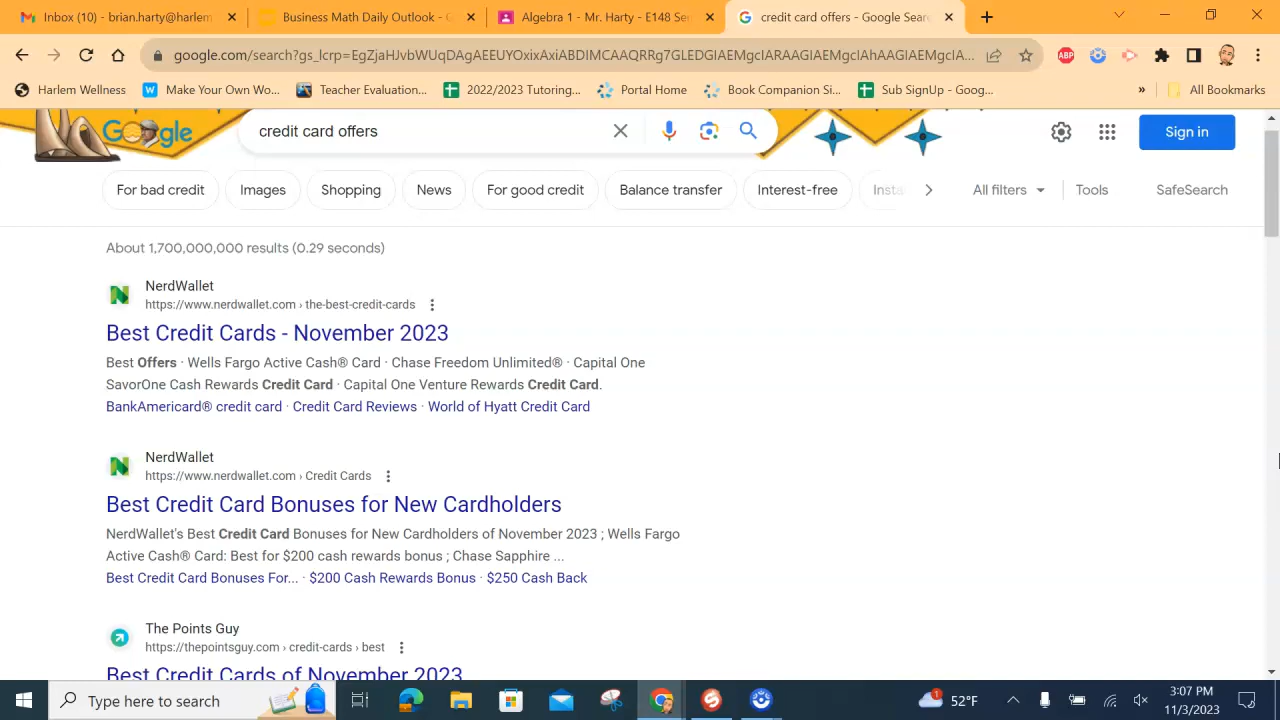 Inbox (10) - brian.harty@harlem
Business Math Daily Outlook - G
Algebra 1 - Mr. Harty - E148 Se
credit card offers - Google Sear
google.com/search?gs_lcrp=EgZjaHJvbWUqDAgAEEUYOxixAxiABDIMCAAQRRg7GLEDGIAEMgcIARAAGIAEMgcIAhAAGIAEMgcIA...
ABP
Harlem Wellness
Make Your Own Wo...
Teacher Evaluation...
2022/2023 Tutoring...
Portal Home
Book Companion Si...
Sub SignUp - Goog...
»
All Bookmarks
Google
credit card offers
Sign in
For bad credit
Images
Shopping
News
For good credit
Balance transfer
Interest-free
Insta
All filters
Tools
SafeSearch
About 1,700,000,000 results (0.29 seconds)
NerdWallet
https://www.nerdwallet.com › the-best-credit-cards
Best Credit Cards - November 2023
Best Offers · Wells Fargo Active Cash® Card · Chase Freedom Unlimited® · Capital One
SavorOne Cash Rewards Credit Card · Capital One Venture Rewards Credit Card.
BankAmericard® credit card · Credit Card Reviews · World of Hyatt Credit Card
NerdWallet
https://www.nerdwallet.com › Credit Cards
Best Credit Card Bonuses for New Cardholders
NerdWallet's Best Credit Card Bonuses for New Cardholders of November 2023 ; Wells Fargo
Active Cash® Card: Best for $200 cash rewards bonus ; Chase Sapphire ...
Best Credit Card Bonuses For... · $200 Cash Rewards Bonus · $250 Cash Back
The Points Guy
https://thepointsguy.com › credit-cards › best
Best Credit Cards of November 2023
Type here to search
1
52°F
3:07 PM
11/3/2023